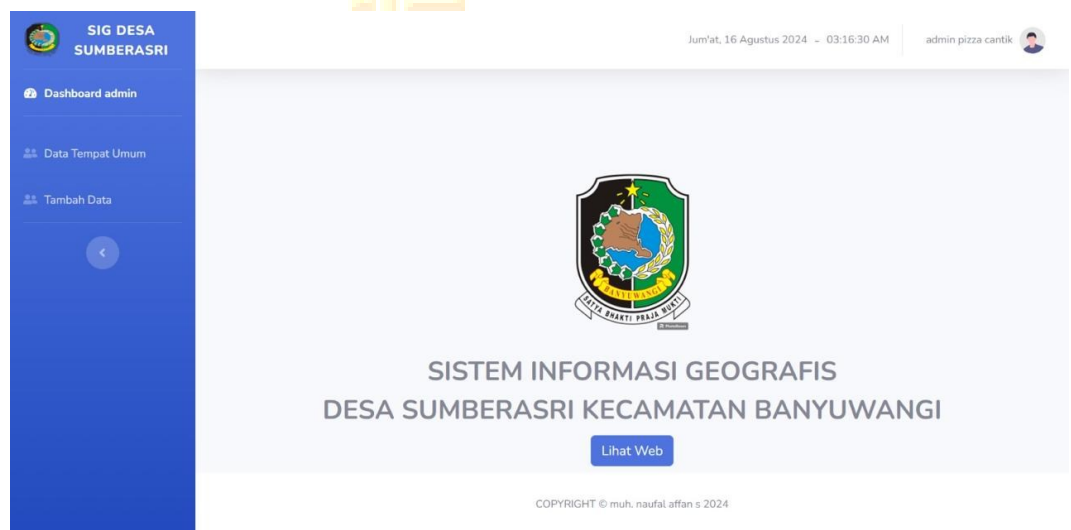 SIG DESA
SUMBERASRI
Jum'at, 16 Agustus 2024 - 03:16:30 AM
admin pizza cantik
Dashboard admin
Data Tempat Umum
Tambah Data
BANYUWANGI
SATYA BHAKTI PRAJA MUKTI
SISTEM INFORMASI GEOGRAFIS
DESA SUMBERASRI KECAMATAN BANYUWANGI
Lihat Web
COPYRIGHT © muh. naufal affan s 2024